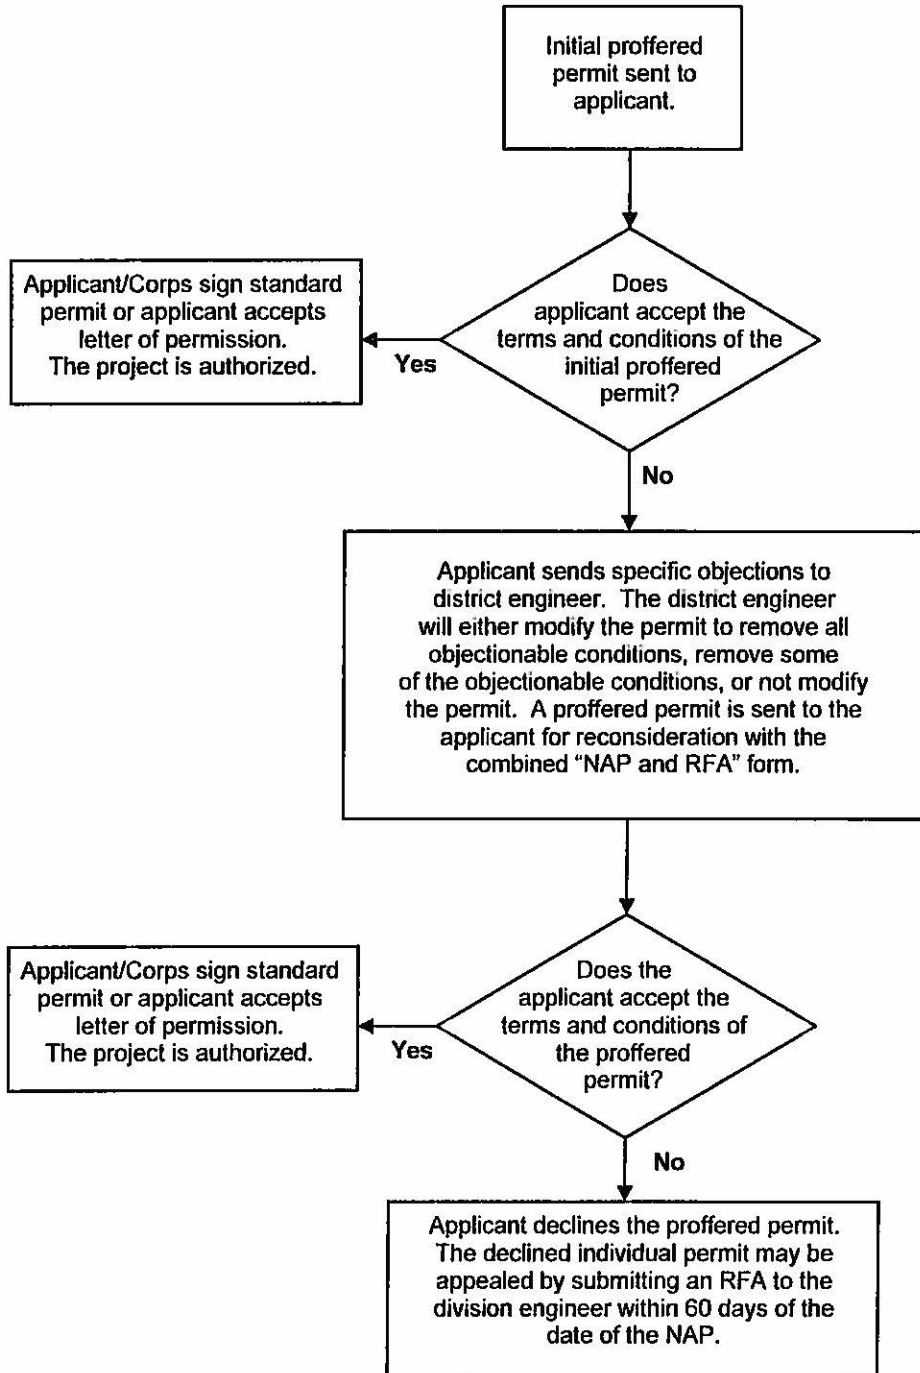 Initial proffered
permit sent to
applicant.
Does
applicant accept the
terms and conditions of the
initial proffered
permit?
Yes
Applicant/Corps sign standard
permit or applicant accepts
letter of permission.
The project is authorized.
No
Applicant sends specific objections to
district engineer. The district engineer
will either modify the permit to remove all
objectionable conditions, remove some
of the objectionable conditions, or not modify
the permit. A proffered permit is sent to the
applicant for reconsideration with the
combined “NAP and RFA” form.
Does the
applicant accept the
terms and conditions of
the proffered
permit?
Yes
Applicant/Corps sign standard
permit or applicant accepts
letter of permission.
The project is authorized.
No
Applicant declines the proffered permit.
The declined individual permit may be
appealed by submitting an RFA to the
division engineer within 60 days of the
date of the NAP.